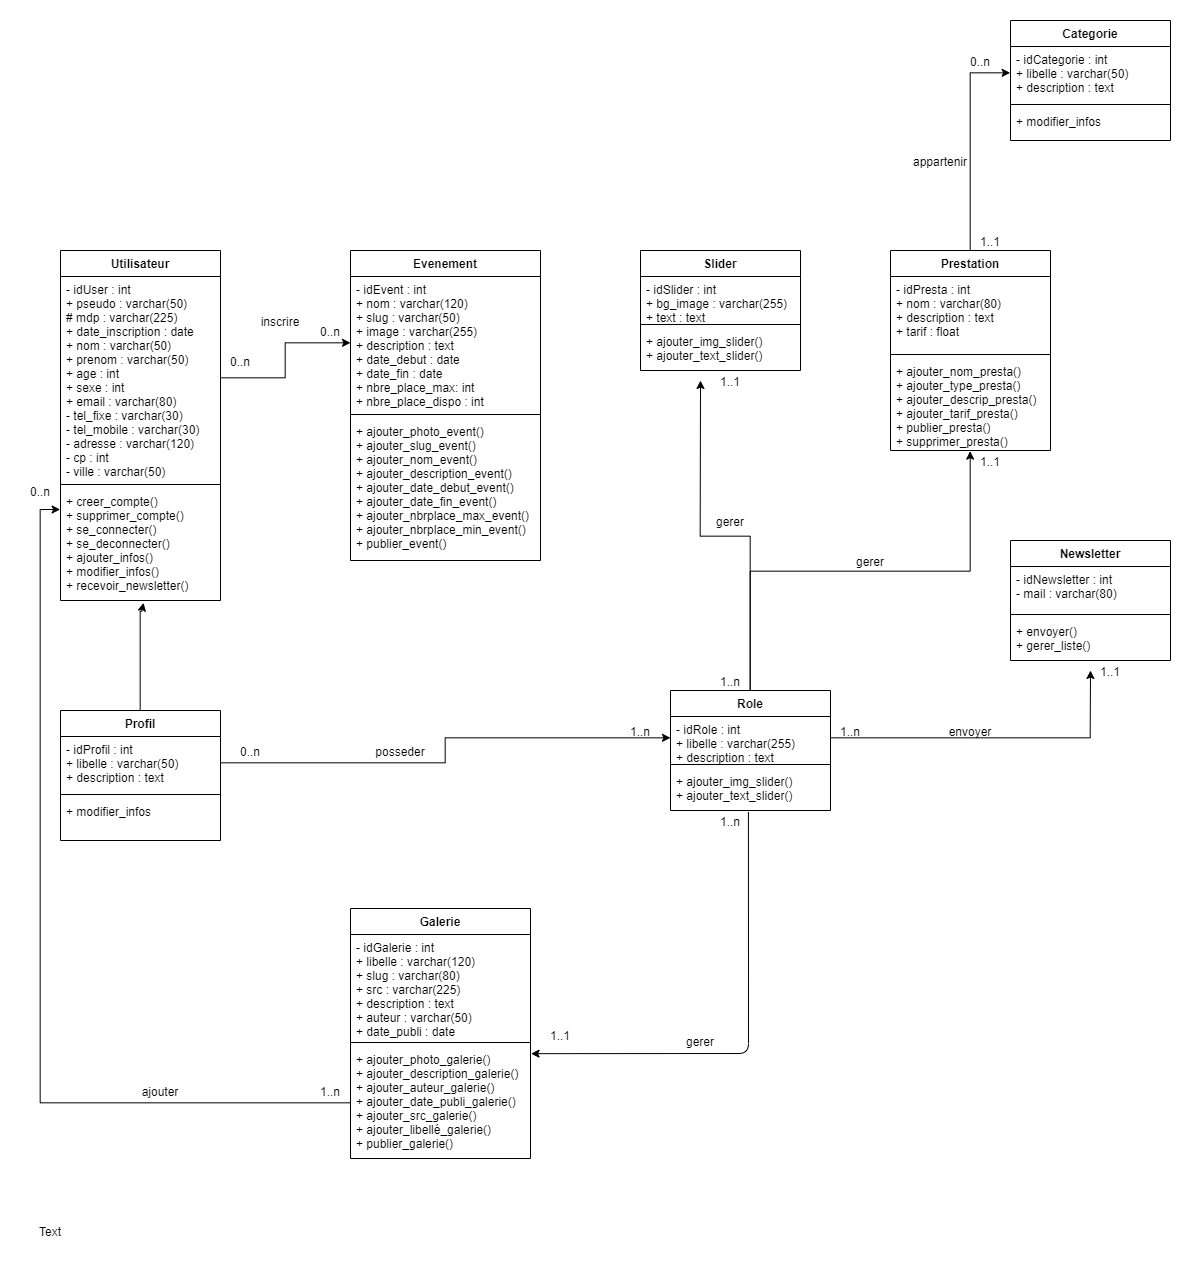 Categorie
- idCategorie : int
+ libelle : varchar(50)
+ description : text
+ modifier_infos
0..n
appartenir
1..1
Utilisateur
- idUser : int
+ pseudo : varchar(50)
# mdp : varchar(225)
+ date_inscription : date
+ nom : varchar(50)
+ prenom : varchar(50)
+ age : int
+ sexe : int
+ email : varchar(80)
- tel_fixe : varchar(30)
- tel_mobile : varchar(30)
- adresse : varchar(120)
- cp : int
- ville : varchar(50)
+ creer_compte()
+ supprimer_compte()
+ se_connecter()
+ se_deconnecter()
+ ajouter_infos()
+ modifier_infos()
+ recevoir_newsletter()
0..n
inscrire
0..n
0..n
Evenement
- idEvent : int
+ nom : varchar(120)
+ slug : varchar(50)
+ image : varchar(255)
+ description : text
+ date_debut : date
+ date_fin : date
+ nbre_place_max: int
+ nbre_place_dispo : int
+ ajouter_photo_event()
+ ajouter_slug_event()
+ ajouter_nom_event()
+ ajouter_description_event()
+ ajouter_date_debut_event()
+ ajouter_date_fin_event()
+ ajouter_nbrplace_max_event()
+ ajouter_nbrplace_min_event()
+ publier_event()
Slider
- idSlider : int
+ bg_image : varchar(255)
+ text : text
+ ajouter_img_slider()
+ ajouter_text_slider()
1..1
gerer
Prestation
- idPresta : int
+ nom : varchar(80)
+ description : text
+ tarif : float
+ ajouter_nom_presta()
+ ajouter_type_presta()
+ ajouter_descrip_presta()
+ ajouter_tarif_presta()
+ publier_presta()
+ supprimer_presta()
1..1
gerer
Newsletter
- idNewsletter : int
- mail : varchar(80)
+ envoyer()
+ gerer_liste()
1..1
1..n
Profil
- idProfil : int
+ libelle : varchar(50)
+ description : text
+ modifier_infos
0..n
posseder
1..n
Role
- idRole : int
+ libelle : varchar(255)
+ description : text
+ ajouter_img_slider()
+ ajouter_text_slider()
1..n
envoyer
1..n
Galerie
- idGalerie : int
+ libelle : varchar(120)
+ slug : varchar(80)
+ src : varchar(225)
+ description : text
+ auteur : varchar(50)
+ date_publi : date
+ ajouter_photo_galerie()
+ ajouter_description_galerie()
+ ajouter_auteur_galerie()
+ ajouter_date_publi_galerie()
+ ajouter_src_galerie()
+ ajouter_libellé_galerie()
+ publier_galerie()
1..1
gerer
ajouter
1..n
Text